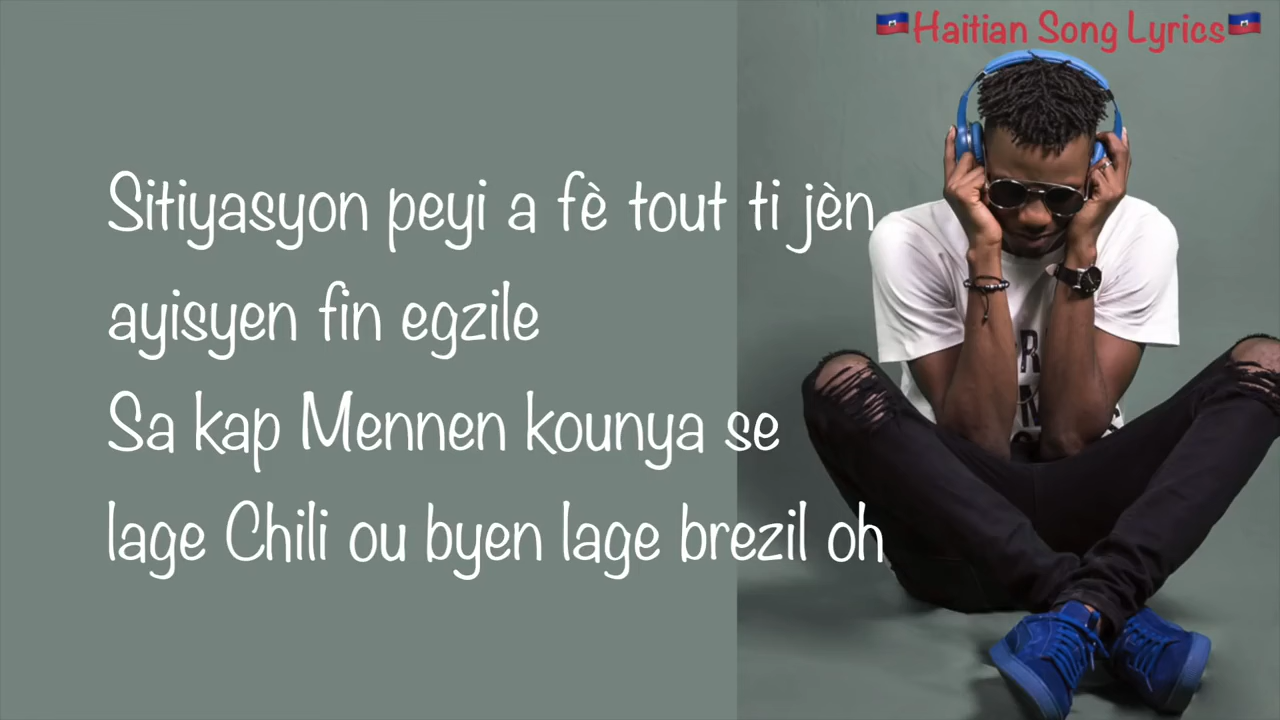 🇭🇹Haitian Song Lyrics🇭🇹
Sitiyasyon peyi a fè tout ti jèn
ayisyen fin egzile
Sa kap Mennen kounya se
lage Chili ou byen lage brezil oh